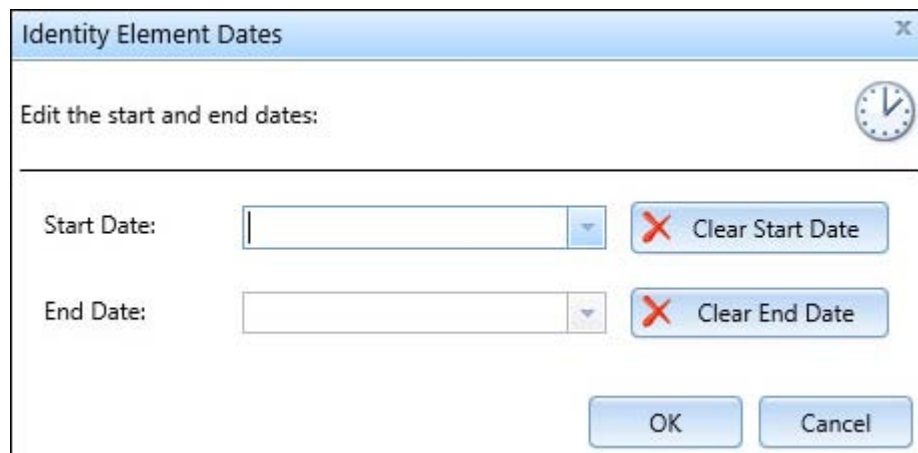 Identity Element Dates
Edit the start and end dates:
Start Date: Clear Start Date
End Date: Clear End Date
OK Cancel